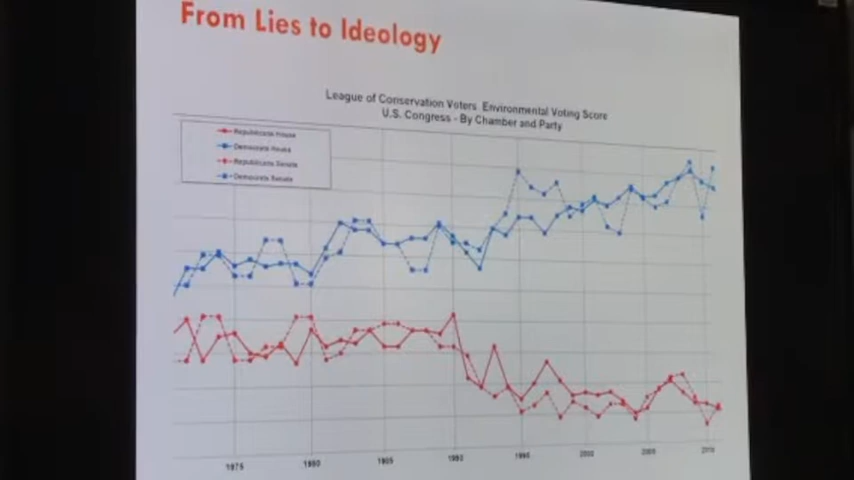 From Lies to Ideology
League of Conservation Voters Environmental Voting Score
U.S. Congress - By Chamber and Party
Republicans House
Democrats House
Republicans Senate
Democrats Senate
1975 1980 1985 1990 1995 2000 2005 2010